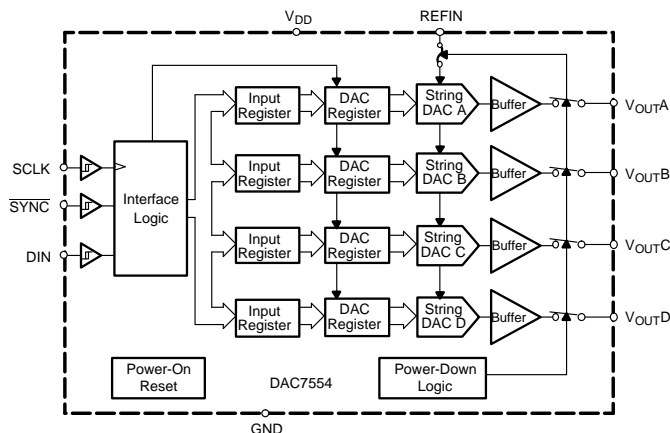 VDD
REFIN
Input
Register
DAC
Register
String
DAC A
Buffer
VOUTA
Input
Register
DAC
Register
String
DAC B
Buffer
VOUTB
SCLK
SYNC
DIN
Interface
Logic
Input
Register
DAC
Register
String
DAC C
Buffer
VOUTC
Input
Register
DAC
Register
String
DAC D
Buffer
VOUTD
Power-On
Reset
DAC7554
Power-Down
Logic
GND